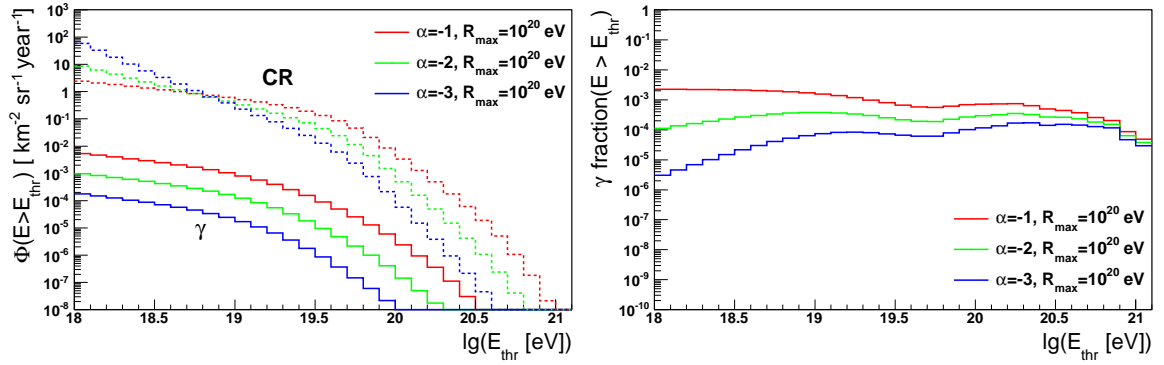 Φ(E>E_thr) [ km^-2 sr^-1 year^-1]
10^3
10^2
10
1
10^-1
10^-2
10^-3
10^-4
10^-5
10^-6
10^-7
10^-8
α=-1, R_max=10^20 eV
α=-2, R_max=10^20 eV
α=-3, R_max=10^20 eV
CR
γ
18 18.5 19 19.5 20 20.5 21
lg(E_thr [eV])
γ fraction(E > E_thr)
1
10^-1
10^-2
10^-3
10^-4
10^-5
10^-6
10^-7
10^-8
10^-9
10^-10
α=-1, R_max=10^20 eV
α=-2, R_max=10^20 eV
α=-3, R_max=10^20 eV
18 18.5 19 19.5 20 20.5 21
lg(E_thr [eV])